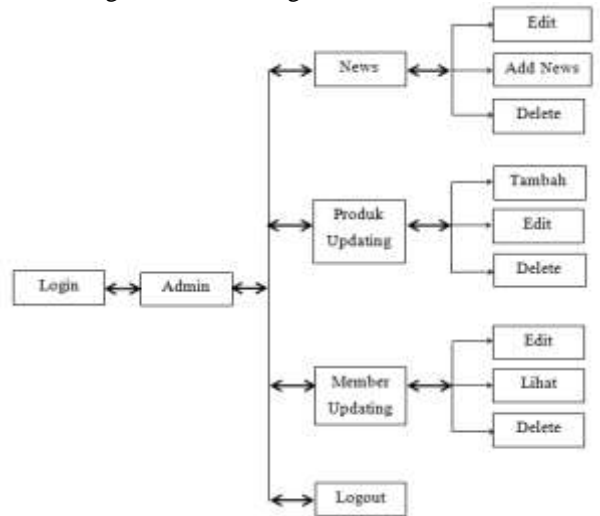 Edit
News
Add News
Delete
Tambah
Produk
Updating
Edit
Delete
Login
Admin
Edit
Member
Updating
Lihat
Delete
Logout